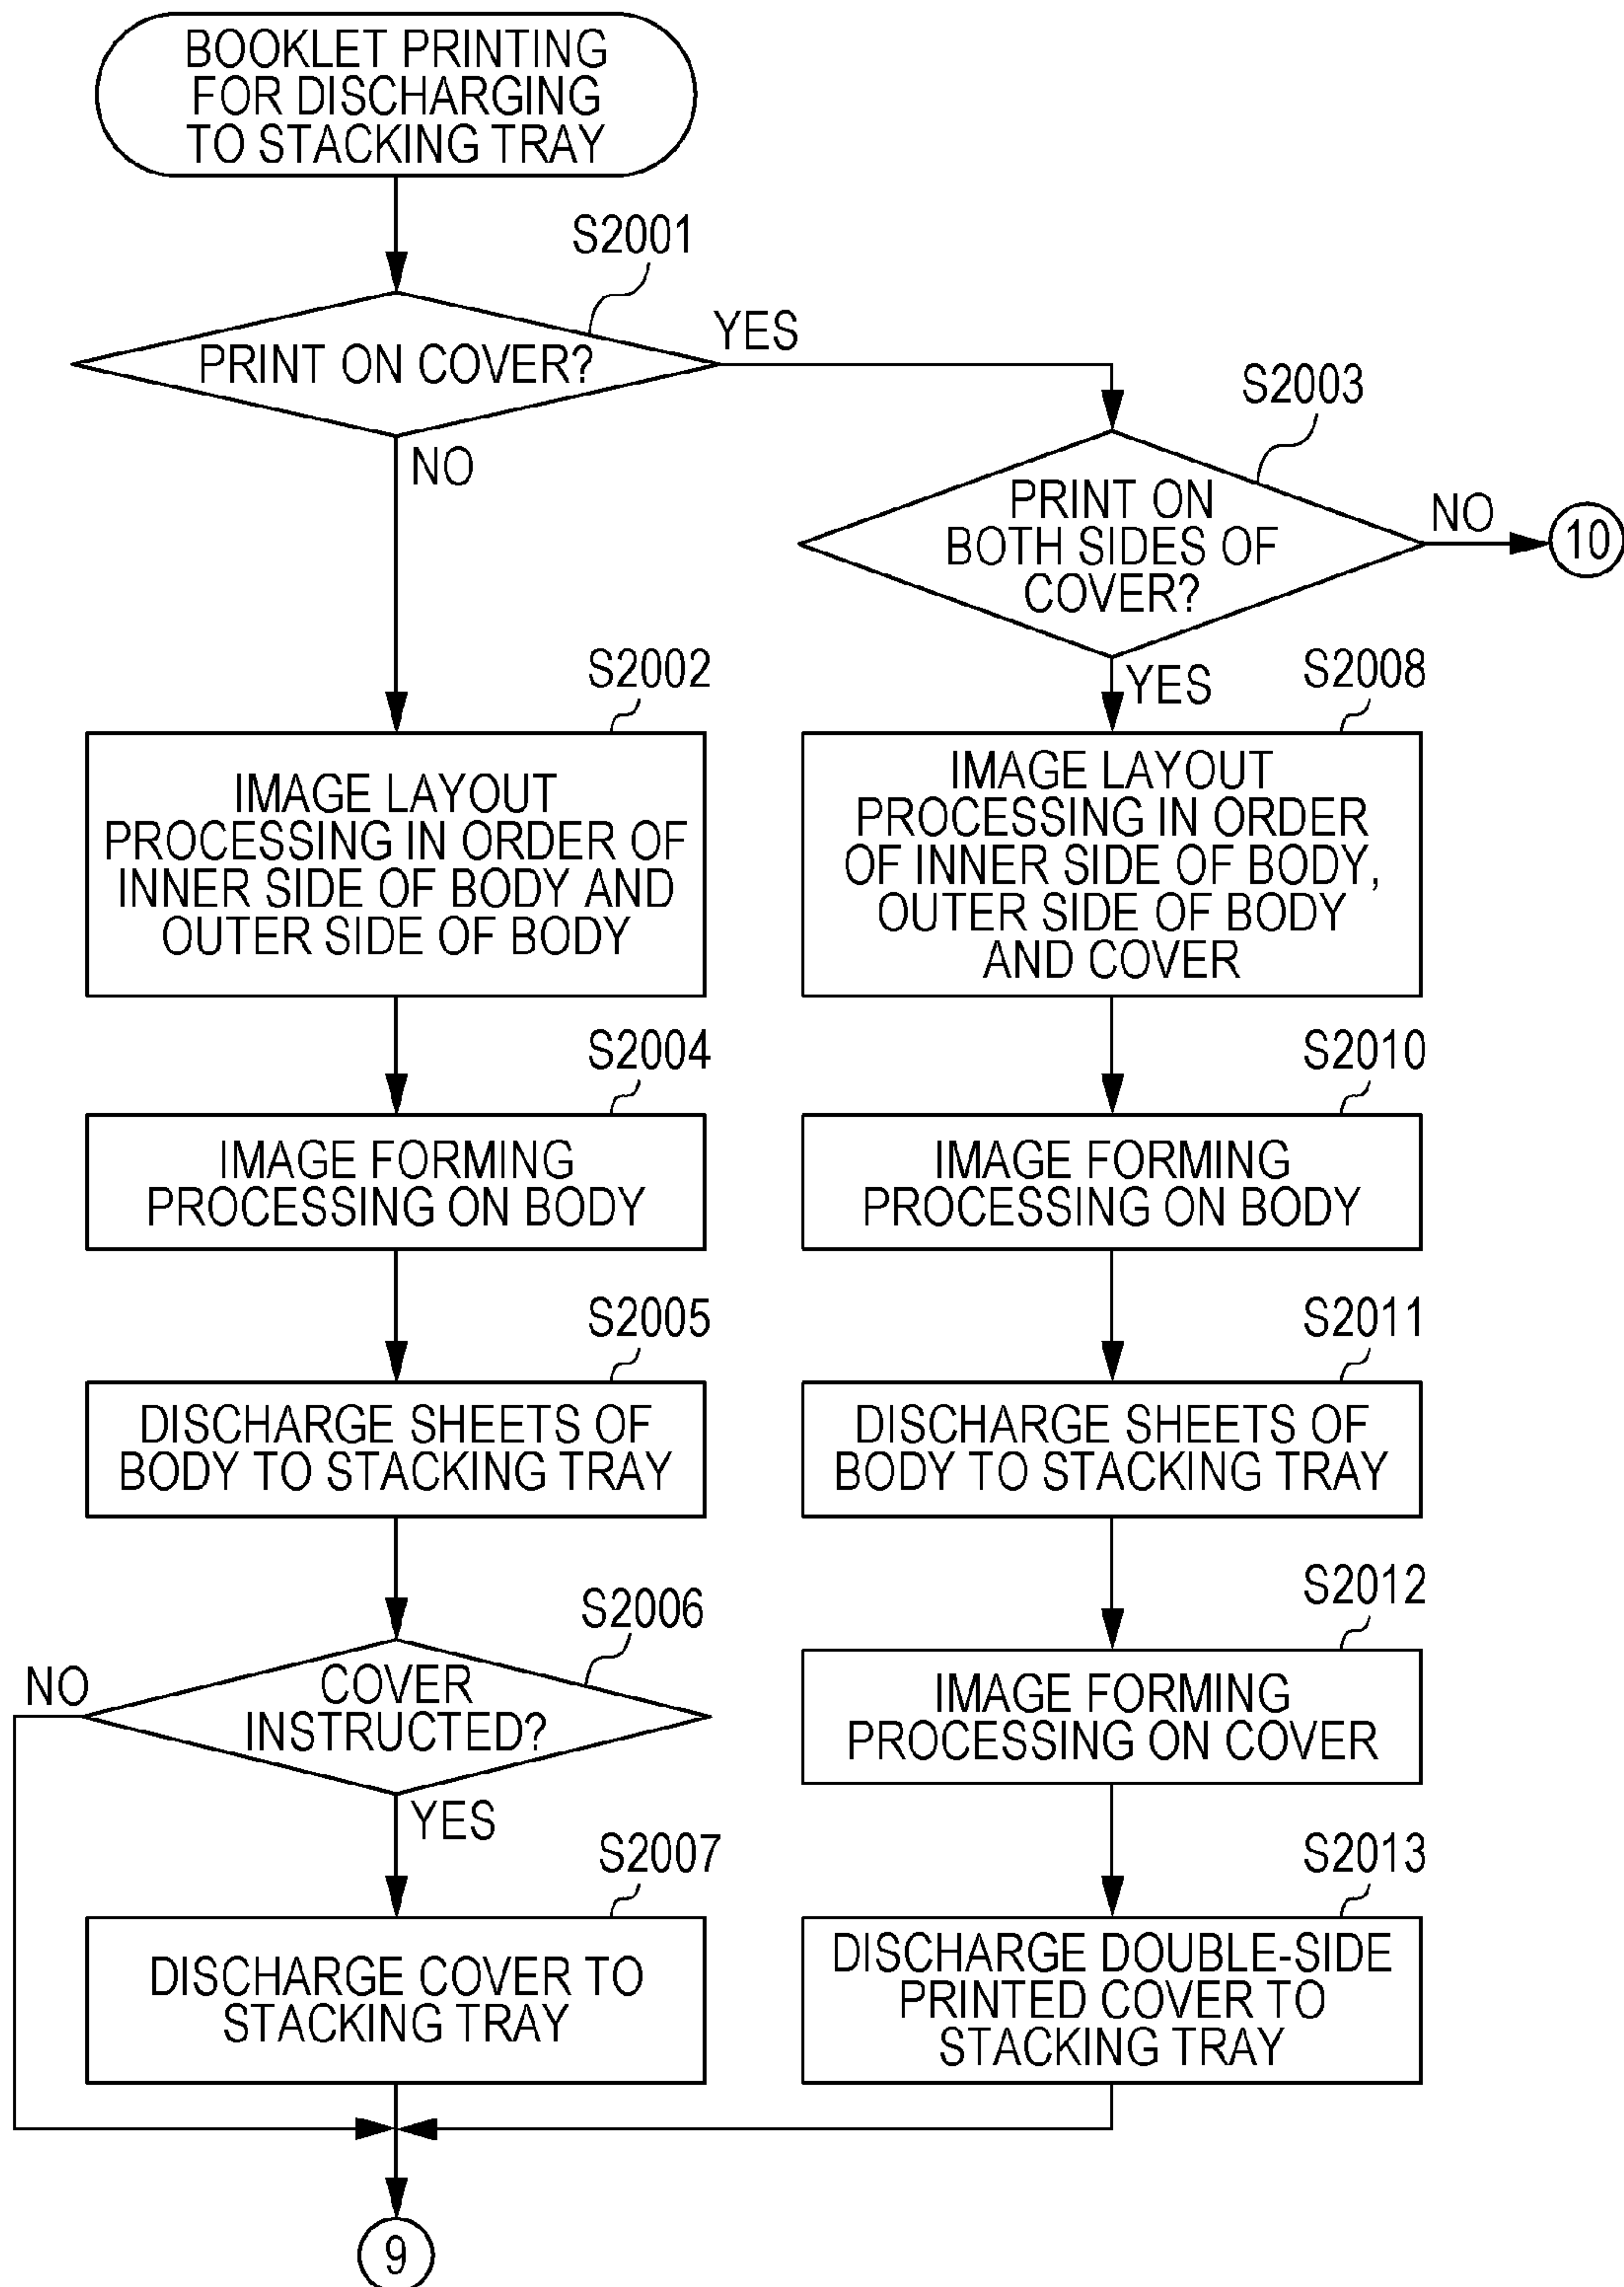 BOOKLET PRINTING
FOR DISCHARGING
TO STACKING TRAY
S2001
PRINT ON COVER?
YES
NO
S2003
PRINT ON
BOTH SIDES OF
COVER?
NO
10
YES
S2002
IMAGE LAYOUT
PROCESSING IN ORDER OF
INNER SIDE OF BODY AND
OUTER SIDE OF BODY
S2008
IMAGE LAYOUT
PROCESSING IN ORDER
OF INNER SIDE OF BODY,
OUTER SIDE OF BODY
AND COVER
S2004
IMAGE FORMING
PROCESSING ON BODY
S2010
IMAGE FORMING
PROCESSING ON BODY
S2005
DISCHARGE SHEETS OF
BODY TO STACKING TRAY
S2011
DISCHARGE SHEETS OF
BODY TO STACKING TRAY
S2006
COVER
INSTRUCTED?
NO
YES
S2012
IMAGE FORMING
PROCESSING ON COVER
S2007
DISCHARGE COVER TO
STACKING TRAY
S2013
DISCHARGE DOUBLE-SIDE
PRINTED COVER TO
STACKING TRAY
9